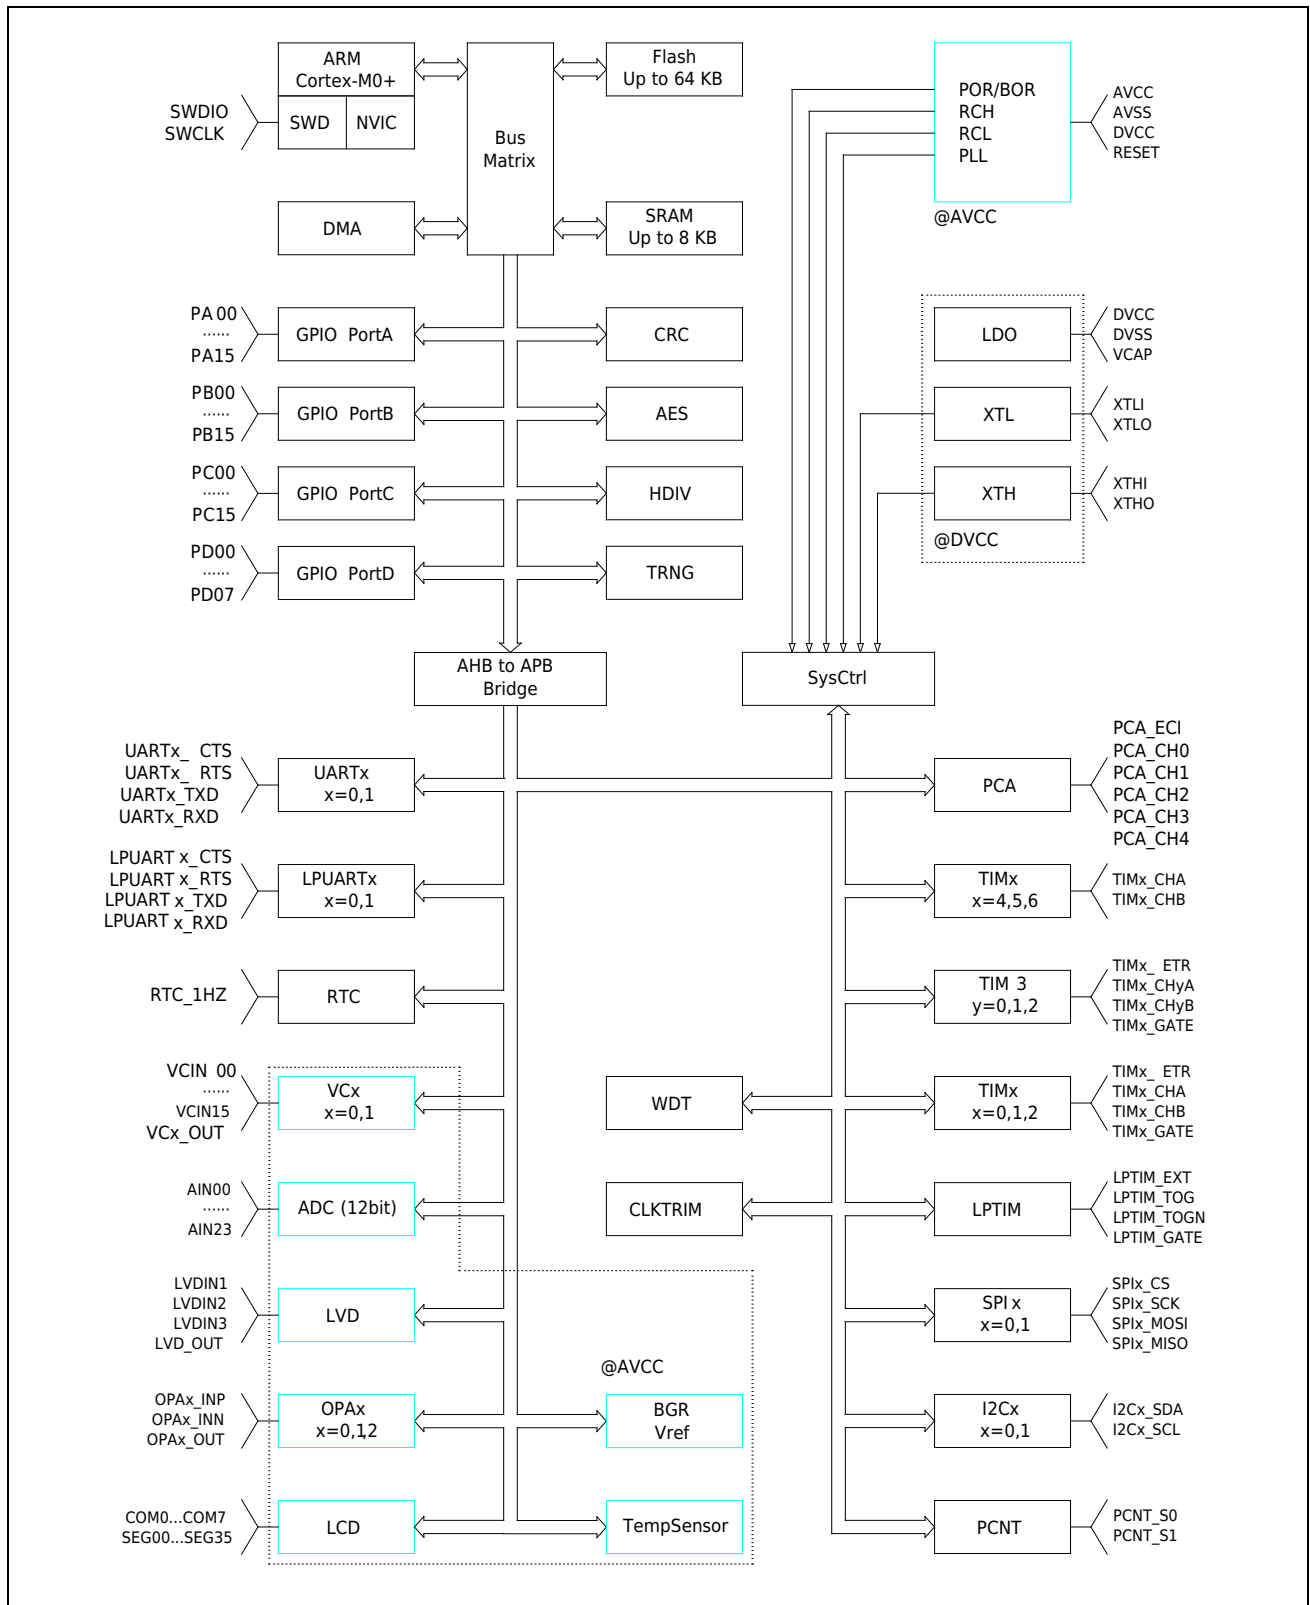 ARM
Cortex-M0+
SWD
NVIC
SWDIO
SWCLK
Bus
Matrix
Flash
Up to 64 KB
DMA
SRAM
Up to 8 KB
POR/BOR
RCH
RCL
PLL
AVCC
AVSS
DVCC
RESET
@AVCC
PA 00
......
PA15
GPIO PortA
CRC
PB00
......
PB15
GPIO PortB
AES
PC00
......
PC15
GPIO PortC
HDIV
PD00
......
PD07
GPIO PortD
TRNG
LDO
DVCC
DVSS
VCAP
XTL
XTLI
XTLO
XTH
XTHI
XTHO
@DVCC
AHB to APB
Bridge
SysCtrl
UARTx_ CTS
UARTx_ RTS
UARTx_TXD
UARTx_RXD
UARTx
x=0,1
PCA
PCA_ECI
PCA_CH0
PCA_CH1
PCA_CH2
PCA_CH3
PCA_CH4
LPUART x_CTS
LPUART x_RTS
LPUART x_TXD
LPUART x_RXD
LPUARTx
x=0,1
TIMx
x=4,5,6
TIMx_CHA
TIMx_CHB
RTC_1HZ
RTC
TIM 3
y=0,1,2
TIMx_ ETR
TIMx_CHyA
TIMx_CHyB
TIMx_GATE
VCIN 00
......
VCIN15
VCx_OUT
VCx
x=0,1
WDT
TIMx
x=0,1,2
TIMx_ ETR
TIMx_CHA
TIMx_CHB
TIMx_GATE
AIN00
......
AIN23
ADC (12bit)
CLKTRIM
LPTIM
LPTIM_EXT
LPTIM_TOG
LPTIM_TOGN
LPTIM_GATE
LVDIN1
LVDIN2
LVDIN3
LVD_OUT
LVD
SPI x
x=0,1
SPIx_CS
SPIx_SCK
SPIx_MOSI
SPIx_MISO
@AVCC
OPAx_INP
OPAx_INN
OPAx_OUT
OPAx
x=0,1,2
BGR
Vref
I2Cx
x=0,1
I2Cx_SDA
I2Cx_SCL
COM0...COM7
SEG00...SEG35
LCD
TempSensor
PCNT
PCNT_S0
PCNT_S1